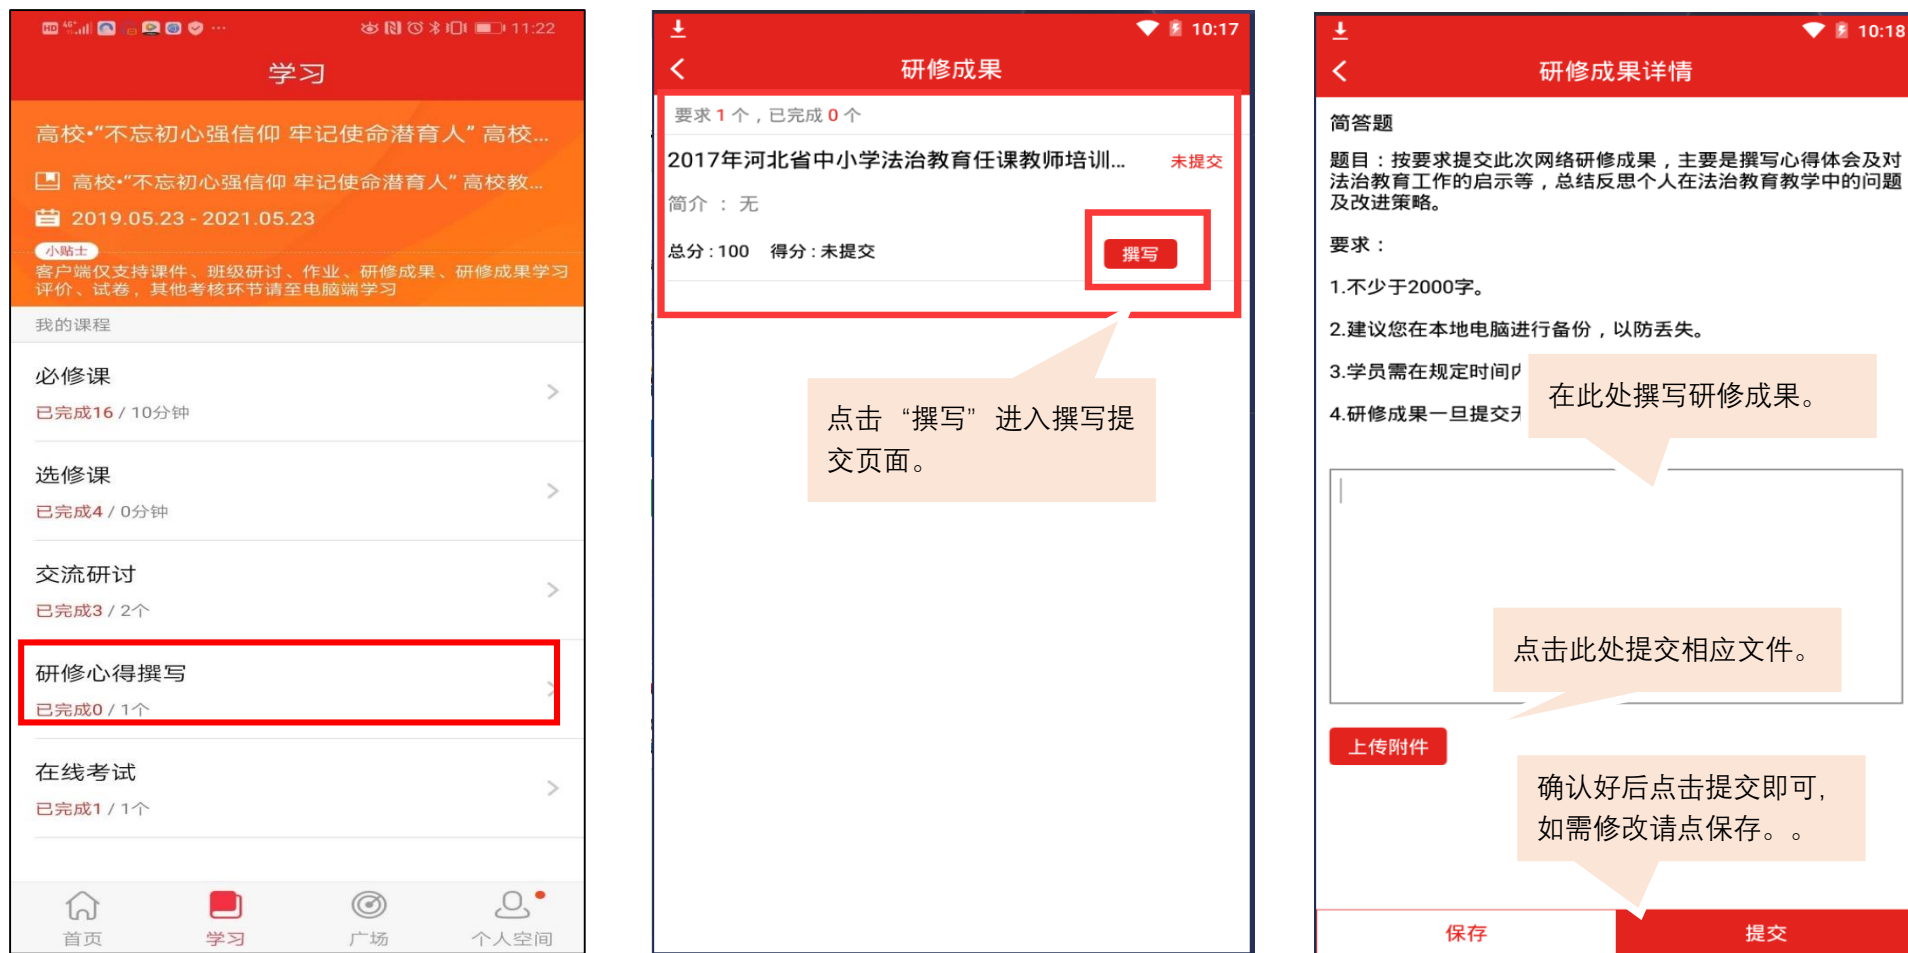 11:22
学习
高校•“不忘初心强信仰 牢记使命潜育人” 高校...
高校•“不忘初心强信仰 牢记使命潜育人” 高校教...
2019.05.23 - 2021.05.23
小贴士
客户端仅支持课件、班级研讨、作业、研修成果、研修成果学习
评价、试卷，其他考核环节请至电脑端学习
我的课程
必修课
已完成16 / 10分钟
选修课
已完成4 / 0分钟
交流研讨
已完成3 / 2个
研修心得撰写
已完成0 / 1个
在线考试
已完成1 / 1个
首页
学习
广场
个人空间
10:17
研修成果
要求 1 个，已完成 0 个
2017年河北省中小学法治教育任课教师培训...
未提交
简介 ：无
总分 : 100 得分 : 未提交
撰写
点击 “撰写” 进入撰写提
交页面。
10:18
研修成果详情
简答题
题目：按要求提交此次网络研修成果，主要是撰写心得体会及对
法治教育工作的启示等，总结反思个人在法治教育教学中的问题
及改进策略。
要求：
1.不少于2000字。
2.建议您在本地电脑进行备份，以防丢失。
3.学员需在规定时间
4.研修成果一旦提交
在此处撰写研修成果。
点击此处提交相应文件。
上传附件
确认好后点击提交即可,
如需修改请点保存。。
保存
提交